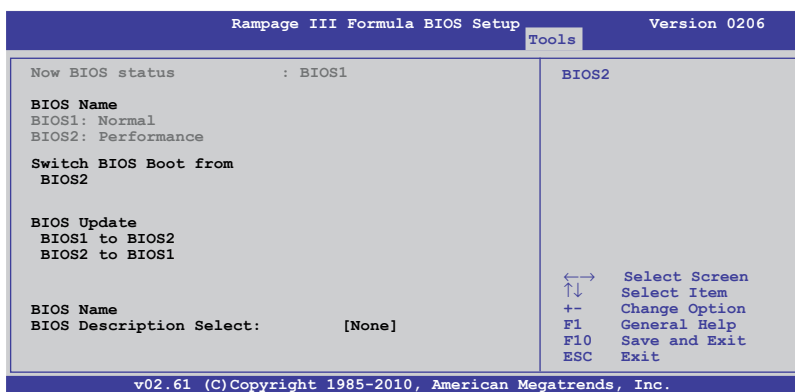 Rampage III Formula BIOS Setup Version 0206
Tools
Now BIOS status : BIOS1
BIOS Name
BIOS1: Normal
BIOS2: Performance
Switch BIOS Boot from
BIOS2
BIOS Update
BIOS1 to BIOS2
BIOS2 to BIOS1
BIOS Name
BIOS Description Select: [None]
BIOS2
←→ Select Screen
↑↓ Select Item
+- Change Option
F1 General Help
F10 Save and Exit
ESC Exit
v02.61 (C)Copyright 1985-2010, American Megatrends, Inc.